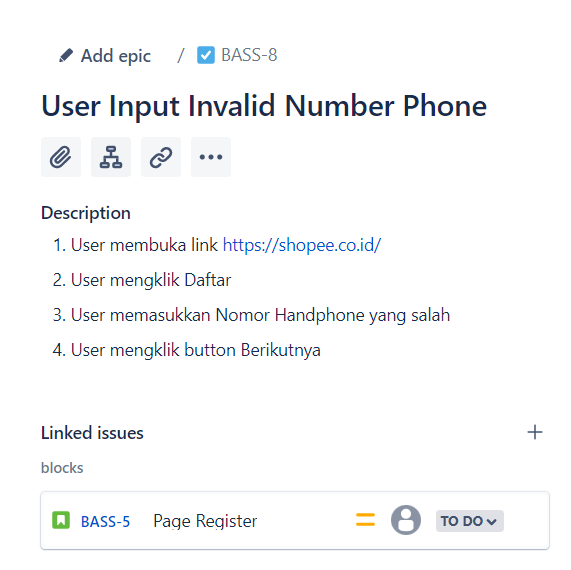 Add epic / BASS-8
User Input Invalid Number Phone
Description
1. User membuka link https://shopee.co.id/
2. User mengklik Daftar
3. User memasukkan Nomor Handphone yang salah
4. User mengklik button Berikutnya
Linked issues
blocks
BASS-5 Page Register TO DO